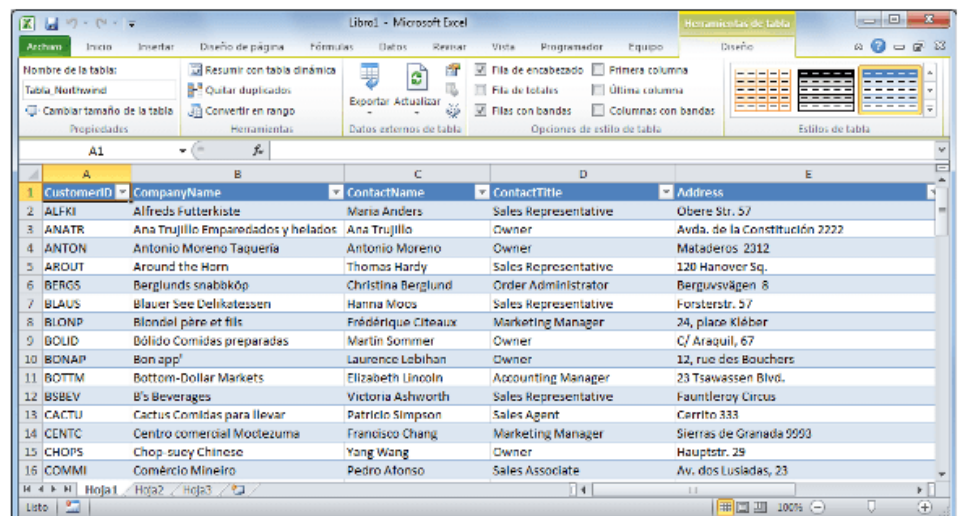 Libro1 - Microsoft Excel
Herramientas de tabla
Archivo Inicio Insertar Diseño de página Fórmulas Datos Revisar Vista Programador Equipo Diseño
Nombre de la tabla: Resumir con tabla dinámica Fila de encabezado Primera columna
Tabla_Northwind Quitar duplicados Exportar Actualizar Fila de totales Última columna
Cambiar tamaño de la tabla Convertir en rango Filas con bandas Columnas con bandas
Propiedades Herramientas Datos externos de tabla Opciones de estilo de tabla Estilos de tabla
A1 fx
A B C D E
1 CustomerID CompanyName ContactName ContactTitle Address
2 ALFKI Alfreds Futterkiste Maria Anders Sales Representative Obere Str. 57
3 ANATR Ana Trujillo Emparedados y helados Ana Trujillo Owner Avda. de la Constitución 2222
4 ANTON Antonio Moreno Taquería Antonio Moreno Owner Mataderos 2312
5 AROUT Around the Horn Thomas Hardy Sales Representative 120 Hanover Sq.
6 BERGS Berglunds snabbköp Christina Berglund Order Administrator Berguvsvägen 8
7 BLAUS Blauer See Delikatessen Hanna Moos Sales Representative Forsterstr. 57
8 BLONP Blondel père et fils Frédérique Citeaux Marketing Manager 24, place Kléber
9 BOLID Bólido Comidas preparadas Martín Sommer Owner C/ Araquil, 67
10 BONAP Bon app' Laurence Lebihan Owner 12, rue des Bouchers
11 BOTTM Bottom-Dollar Markets Elizabeth Lincoln Accounting Manager 23 Tsawassen Blvd.
12 BSBEV B's Beverages Victoria Ashworth Sales Representative Fauntleroy Circus
13 CACTU Cactus Comidas para llevar Patricio Simpson Sales Agent Cerrito 333
14 CENTC Centro comercial Moctezuma Francisco Chang Marketing Manager Sierras de Granada 9993
15 CHOPS Chop-suey Chinese Yang Wang Owner Hauptstr. 29
16 COMMI Comércio Mineiro Pedro Afonso Sales Associate Av. dos Lusíadas, 23
Hoja1 Hoja2 Hoja3
Listo 100%